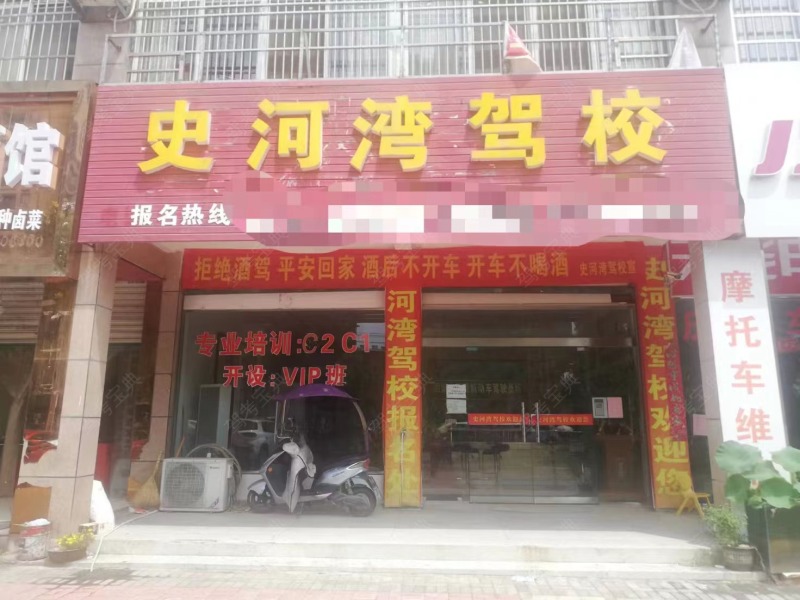 史河湾驾校
报名热线
馆
种卤菜
拒绝酒驾 平安回家 酒后不开车 开车不喝酒 史河湾驾校宣
专业培训:C2 C1
开设:VIP班
河湾驾校报名处
史河湾驾校欢迎您
摩托车维